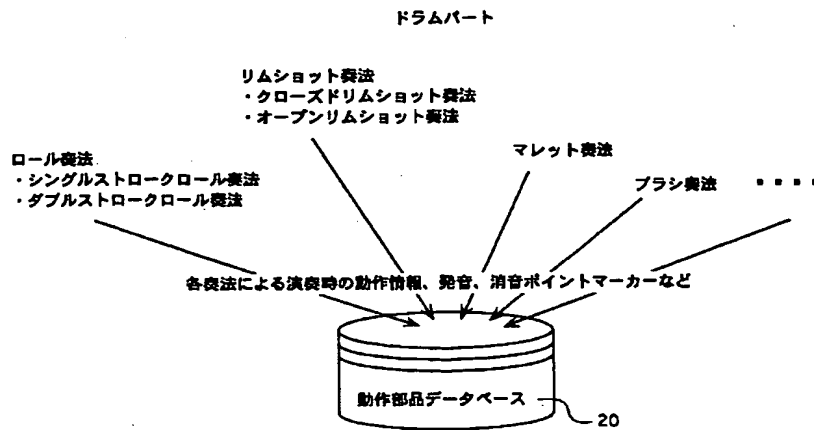 ドラムパート
リムショット奏法
・クローズドリムショット奏法
・オープンリムショット奏法
マレット奏法
ロール奏法
・シングルストロークロール奏法
・ダブルストロークロール奏法
ブラシ奏法 ・・・・
各奏法による演奏時の動作情報、発音、消音ポイントマーカーなど
動作部品データベース
20